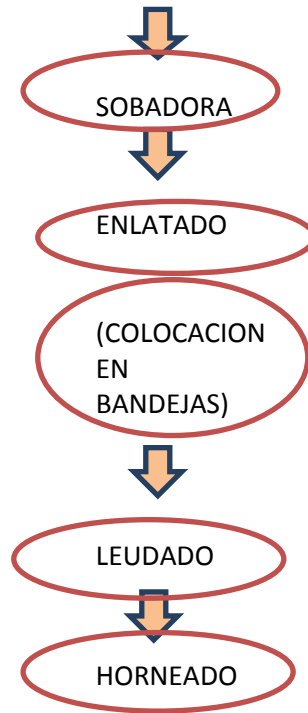 SOBADORA
ENLATADO
(COLOCACION
EN
BANDEJAS)
LEUDADO
HORNEADO